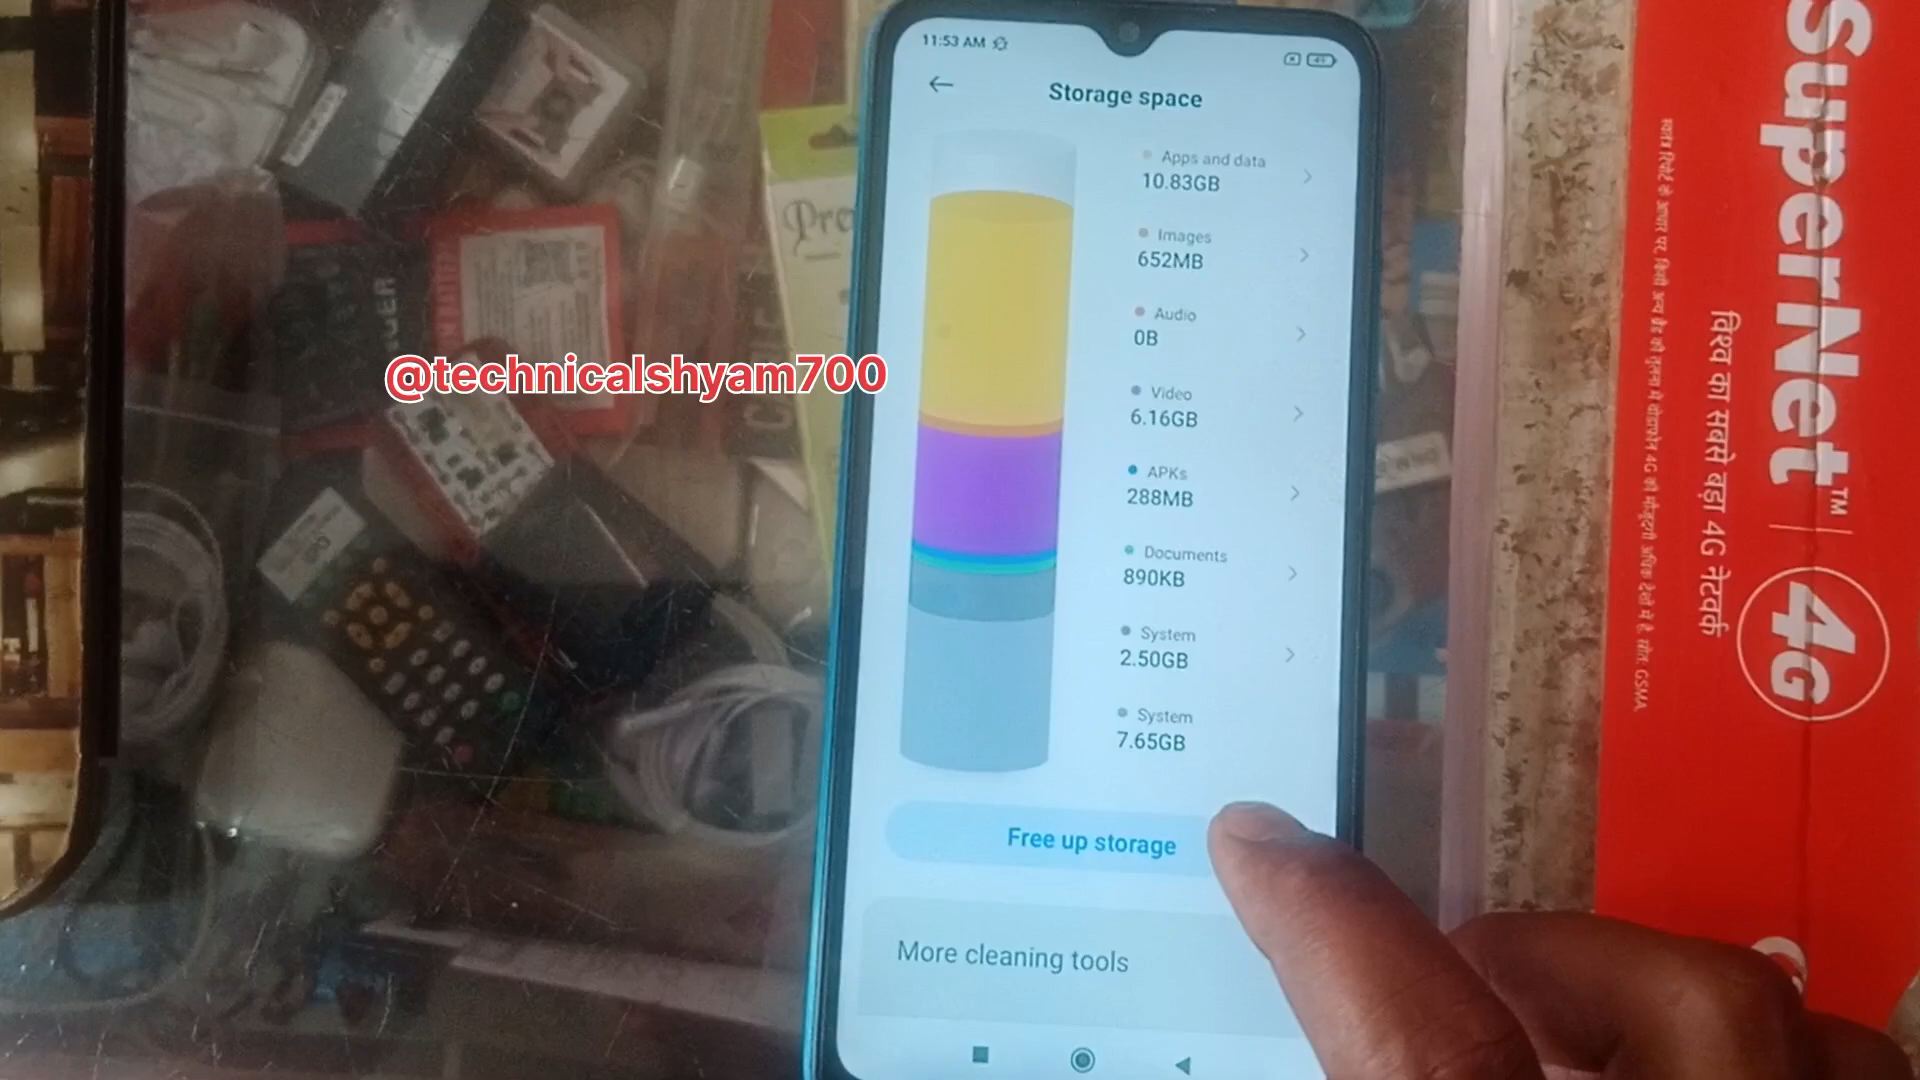 11:53 AM
Storage space
Apps and data
10.83GB
Images
652MB
Audio
0B
Video
6.16GB
APKs
288MB
Documents
890KB
System
2.50GB
System
7.65GB
Free up storage
More cleaning tools
@technicalshyam700
SuperNet™
4G
विश्व का सबसे बड़ा 4G नेटवर्क